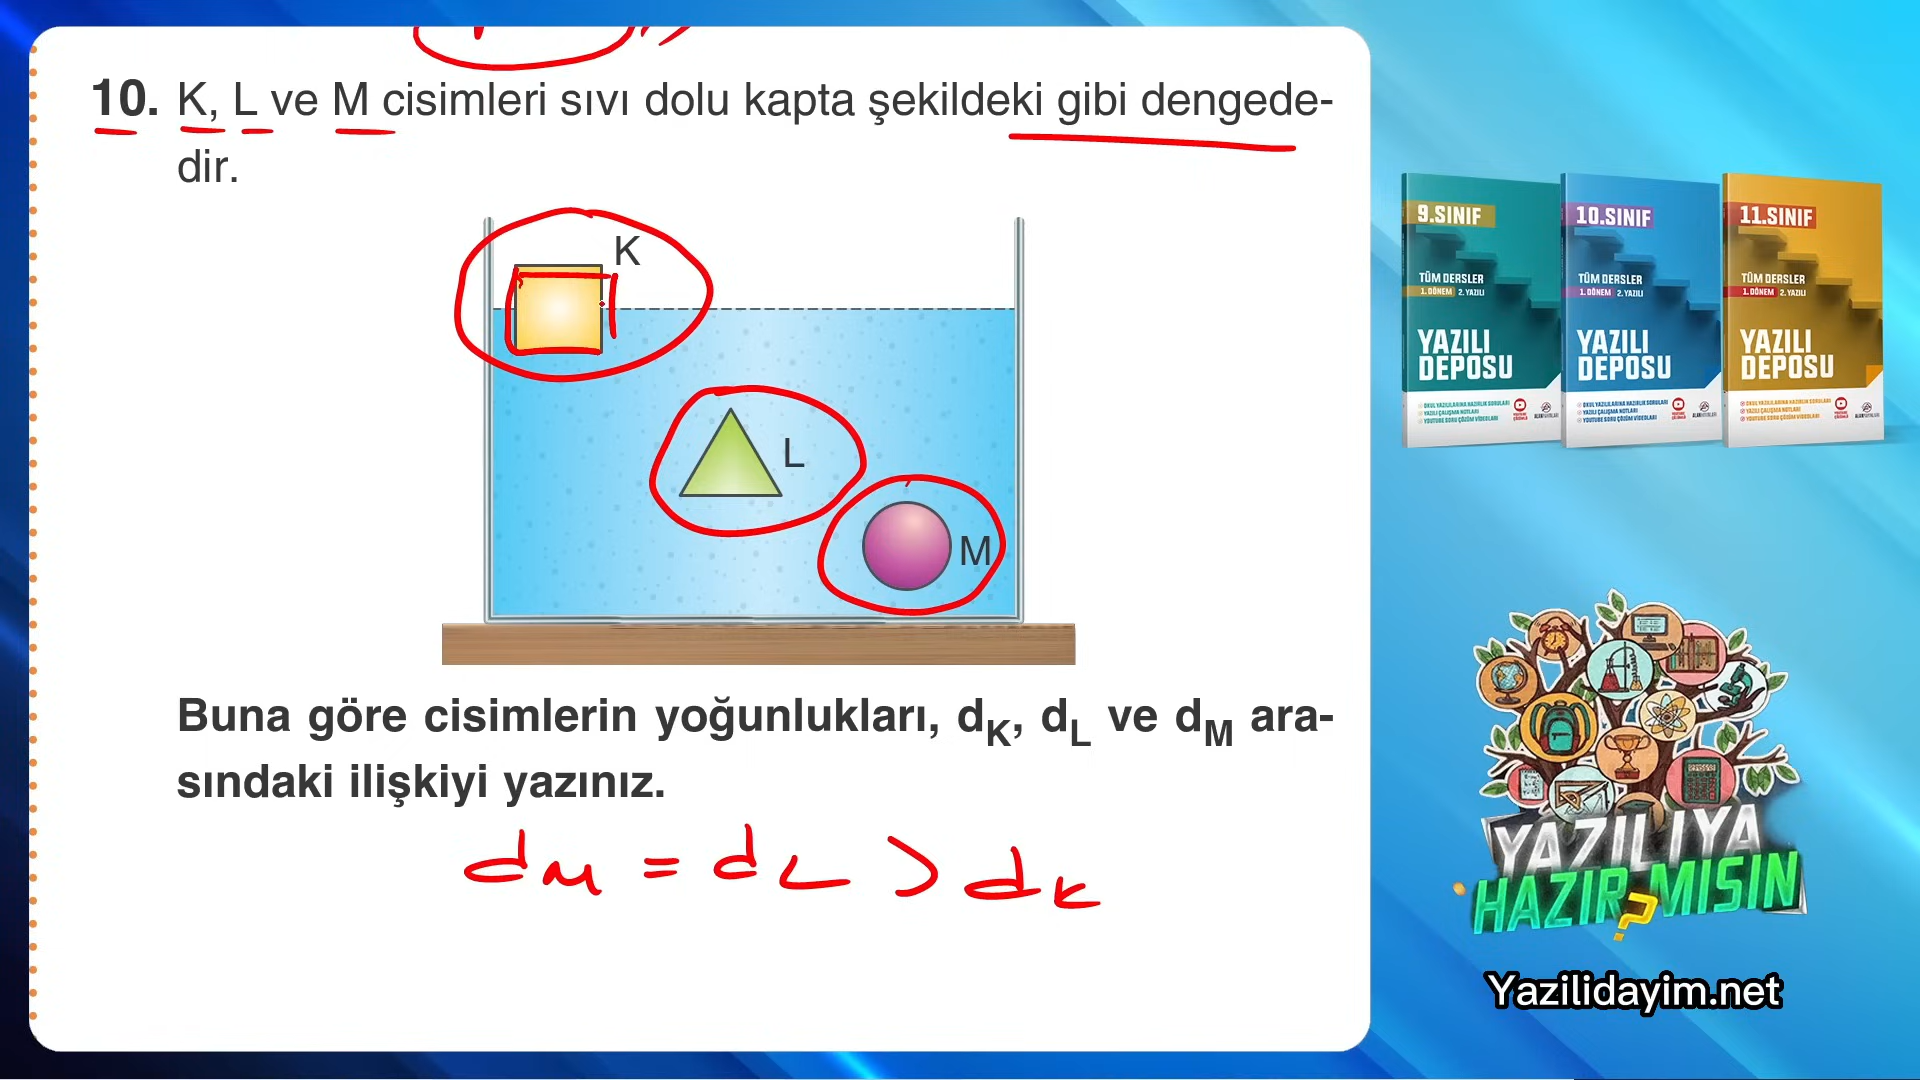 10. K, L ve M cisimleri sıvı dolu kapta şekildeki gibi dengede-
dir.
K
L
M
Buna göre cisimlerin yoğunlukları, dK, dL ve dM ara-
sındaki ilişkiyi yazınız.
dM = dL > dK
9.SINIF
TÜM DERSLER
1. DÖNEM 2. YAZILI
YAZILI
DEPOSU
10.SINIF
TÜM DERSLER
1. DÖNEM 2. YAZILI
YAZILI
DEPOSU
11.SINIF
TÜM DERSLER
1. DÖNEM 2. YAZILI
YAZILI
DEPOSU
YAZILIYA
HAZIR MISIN
?
Yazilidayim.net